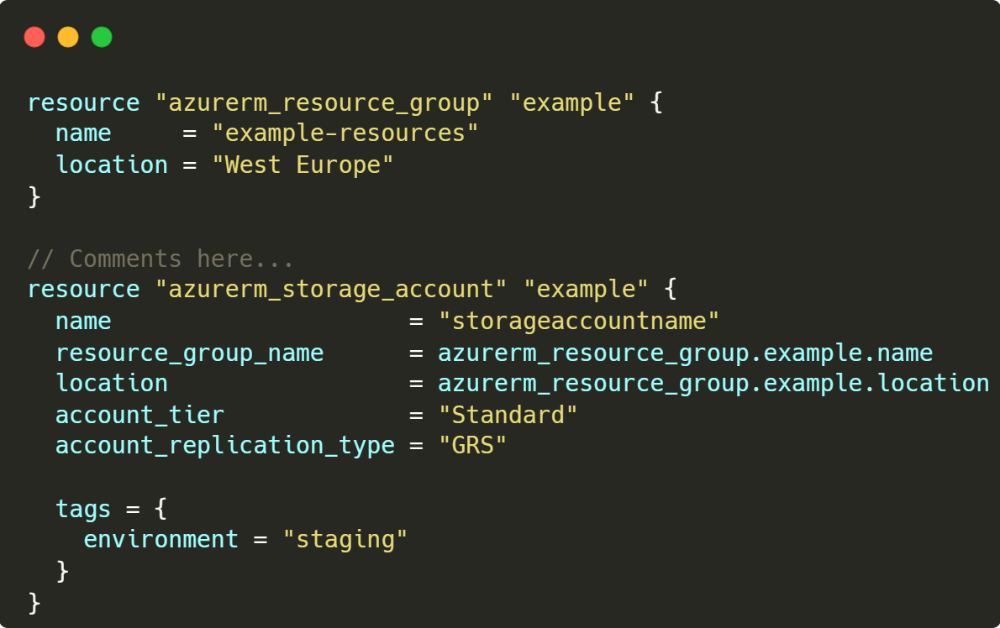 resource "azurerm_resource_group" "example" {
  name     = "example-resources"
  location = "West Europe"
}

// Comments here...
resource "azurerm_storage_account" "example" {
  name                     = "storageaccountname"
  resource_group_name      = azurerm_resource_group.example.name
  location                 = azurerm_resource_group.example.location
  account_tier             = "Standard"
  account_replication_type = "GRS"

  tags = {
    environment = "staging"
  }
}